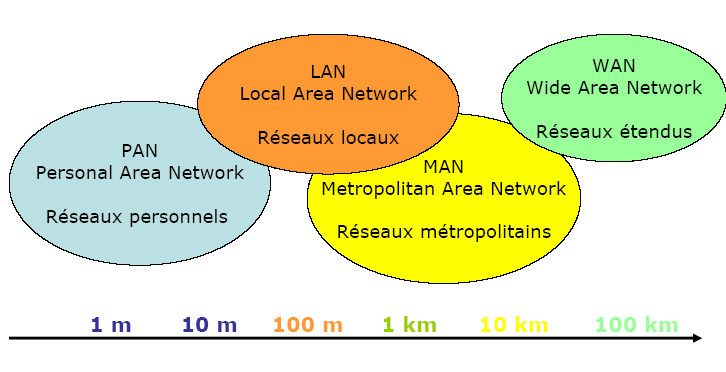 PAN
Personal Area Network
Réseaux personnels
LAN
Local Area Network
Réseaux locaux
MAN
Metropolitan Area Network
Réseaux métropolitains
WAN
Wide Area Network
Réseaux étendus
1 m 10 m 100 m 1 km 10 km 100 km